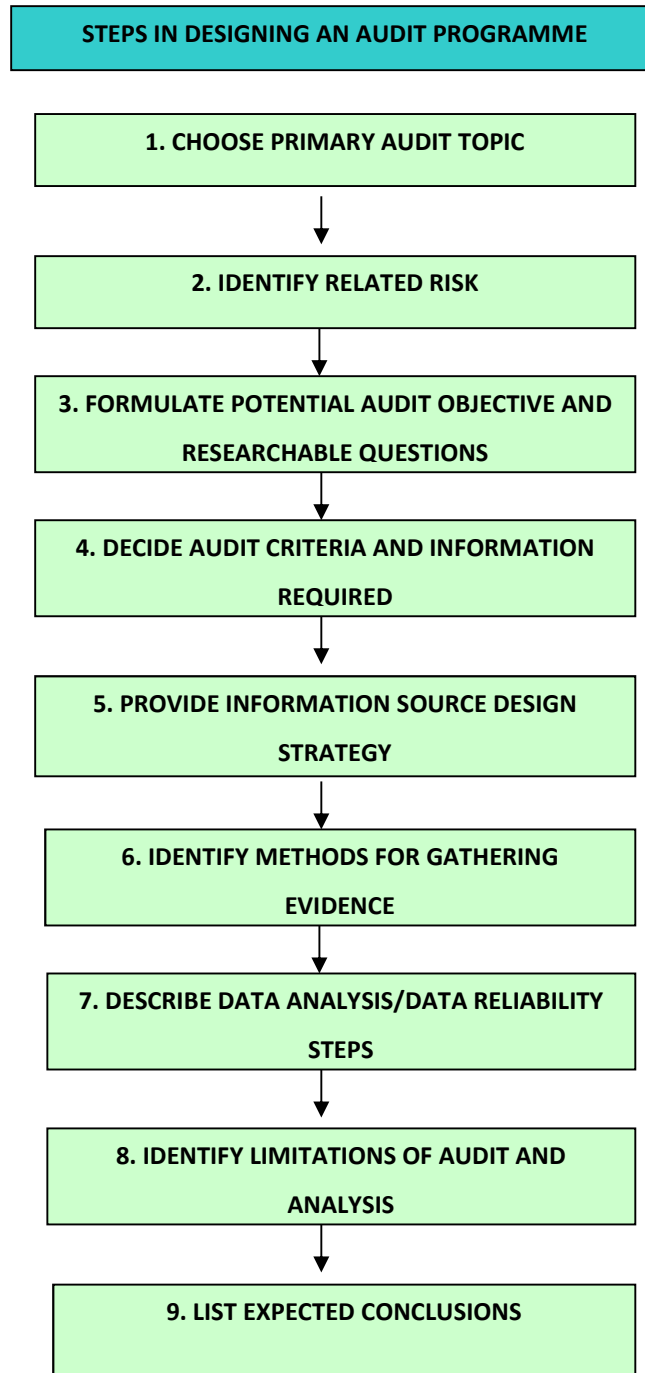 STEPS IN DESIGNING AN AUDIT PROGRAMME
1. CHOOSE PRIMARY AUDIT TOPIC
2. IDENTIFY RELATED RISK
3. FORMULATE POTENTIAL AUDIT OBJECTIVE AND
RESEARCHABLE QUESTIONS
4. DECIDE AUDIT CRITERIA AND INFORMATION
REQUIRED
5. PROVIDE INFORMATION SOURCE DESIGN
STRATEGY
6. IDENTIFY METHODS FOR GATHERING
EVIDENCE
7. DESCRIBE DATA ANALYSIS/DATA RELIABILITY
STEPS
8. IDENTIFY LIMITATIONS OF AUDIT AND
ANALYSIS
9. LIST EXPECTED CONCLUSIONS